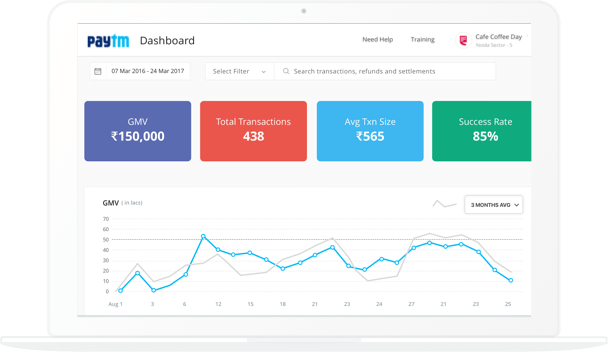 paytm Dashboard Need Help Training Cafe Coffee Day
Noida Sector - 5
07 Mar 2016 - 24 Mar 2017 Select Filter Search transactions, refunds and settlements
GMV Total Transactions Avg Txn Size Success Rate
₹150,000 438 ₹565 85%
GMV ( in lacs) 3 MONTHS AVG
70
60
50
40
30
20
10
0
Aug 1 3 6 12 15 18 21 23 24 27 21 23 25